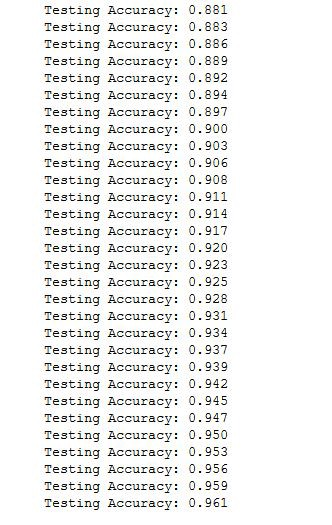 Testing Accuracy: 0.881
Testing Accuracy: 0.883
Testing Accuracy: 0.886
Testing Accuracy: 0.889
Testing Accuracy: 0.892
Testing Accuracy: 0.894
Testing Accuracy: 0.897
Testing Accuracy: 0.900
Testing Accuracy: 0.903
Testing Accuracy: 0.906
Testing Accuracy: 0.908
Testing Accuracy: 0.911
Testing Accuracy: 0.914
Testing Accuracy: 0.917
Testing Accuracy: 0.920
Testing Accuracy: 0.923
Testing Accuracy: 0.925
Testing Accuracy: 0.928
Testing Accuracy: 0.931
Testing Accuracy: 0.934
Testing Accuracy: 0.937
Testing Accuracy: 0.939
Testing Accuracy: 0.942
Testing Accuracy: 0.945
Testing Accuracy: 0.947
Testing Accuracy: 0.950
Testing Accuracy: 0.953
Testing Accuracy: 0.956
Testing Accuracy: 0.959
Testing Accuracy: 0.961